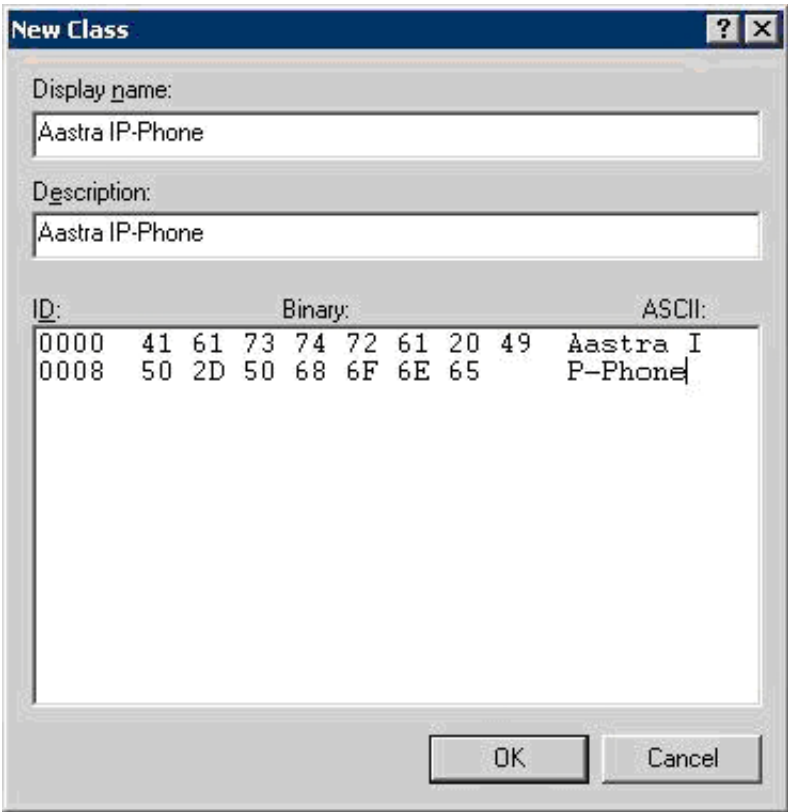 New Class
Display name:
Aastra IP-Phone
Description:
Aastra IP-Phone
ID: Binary: ASCII:
0000 41 61 73 74 72 61 20 49 Aastra I
0008 50 2D 50 68 6F 6E 65 P-Phone
OK Cancel